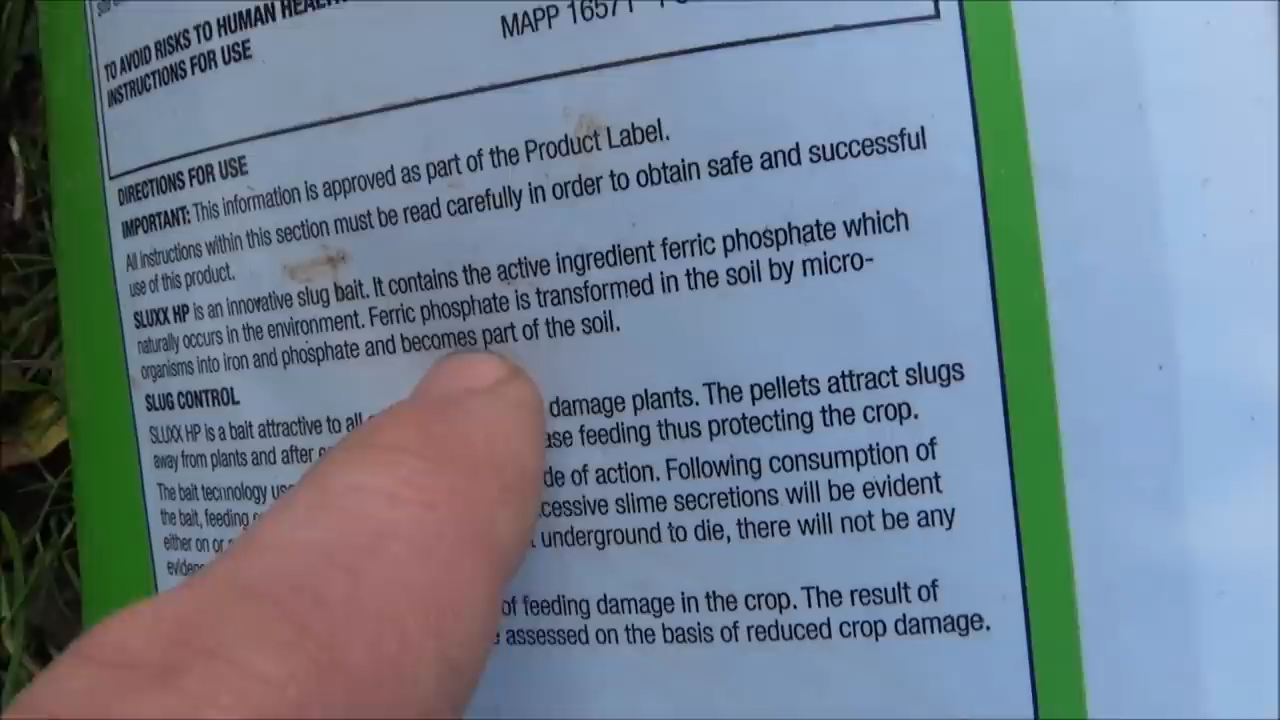 TO AVOID RISKS TO HUMAN
INSTRUCTIONS FOR USE
MAPP 16571
DIRECTIONS FOR USE
IMPORTANT: This information is approved as part of the Product Label.
All instructions within this section must be read carefully in order to obtain safe and successful
use of this product.
SLUXX HP is an innovative slug bait. It contains the active ingredient ferric phosphate which
naturally occurs in the environment. Ferric phosphate is transformed in the soil by micro-
organisms into iron and phosphate and becomes part of the soil.
SLUG CONTROL
SLUXX HP is a bait attractive to all damage plants. The pellets attract slugs
away from plants and after feeding thus protecting the crop.
The bait technology of action. Following consumption of
the bait, feeding slime secretions will be evident
either on or underground to die, there will not be any
of feeding damage in the crop. The result of
assessed on the basis of reduced crop damage.